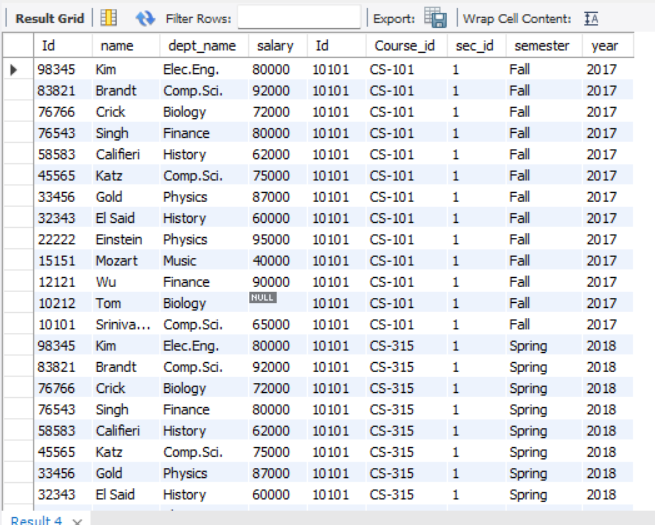 Result Grid Filter Rows: Export: Wrap Cell Content: IA
Id name dept_name salary Id Course_id sec_id semester year
98345 Kim Elec.Eng. 80000 10101 CS-101 1 Fall 2017
83821 Brandt Comp.Sci. 92000 10101 CS-101 1 Fall 2017
76766 Crick Biology 72000 10101 CS-101 1 Fall 2017
76543 Singh Finance 80000 10101 CS-101 1 Fall 2017
58583 Califieri History 62000 10101 CS-101 1 Fall 2017
45565 Katz Comp.Sci. 75000 10101 CS-101 1 Fall 2017
33456 Gold Physics 87000 10101 CS-101 1 Fall 2017
32343 El Said History 60000 10101 CS-101 1 Fall 2017
22222 Einstein Physics 95000 10101 CS-101 1 Fall 2017
15151 Mozart Music 40000 10101 CS-101 1 Fall 2017
12121 Wu Finance 90000 10101 CS-101 1 Fall 2017
10212 Tom Biology NULL 10101 CS-101 1 Fall 2017
10101 Sriniva... Comp.Sci. 65000 10101 CS-101 1 Fall 2017
98345 Kim Elec.Eng. 80000 10101 CS-315 1 Spring 2018
83821 Brandt Comp.Sci. 92000 10101 CS-315 1 Spring 2018
76766 Crick Biology 72000 10101 CS-315 1 Spring 2018
76543 Singh Finance 80000 10101 CS-315 1 Spring 2018
58583 Califieri History 62000 10101 CS-315 1 Spring 2018
45565 Katz Comp.Sci. 75000 10101 CS-315 1 Spring 2018
33456 Gold Physics 87000 10101 CS-315 1 Spring 2018
32343 El Said History 60000 10101 CS-315 1 Spring 2018
Result 4 ×